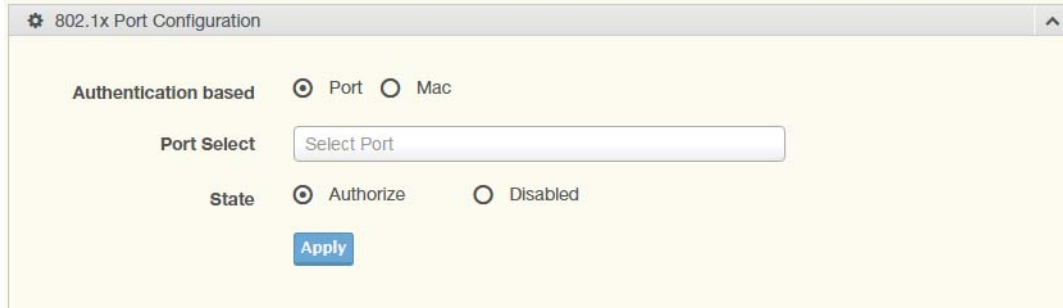 802.1x Port Configuration
Authentication based Port Mac
Port Select Select Port
State Authorize Disabled
Apply